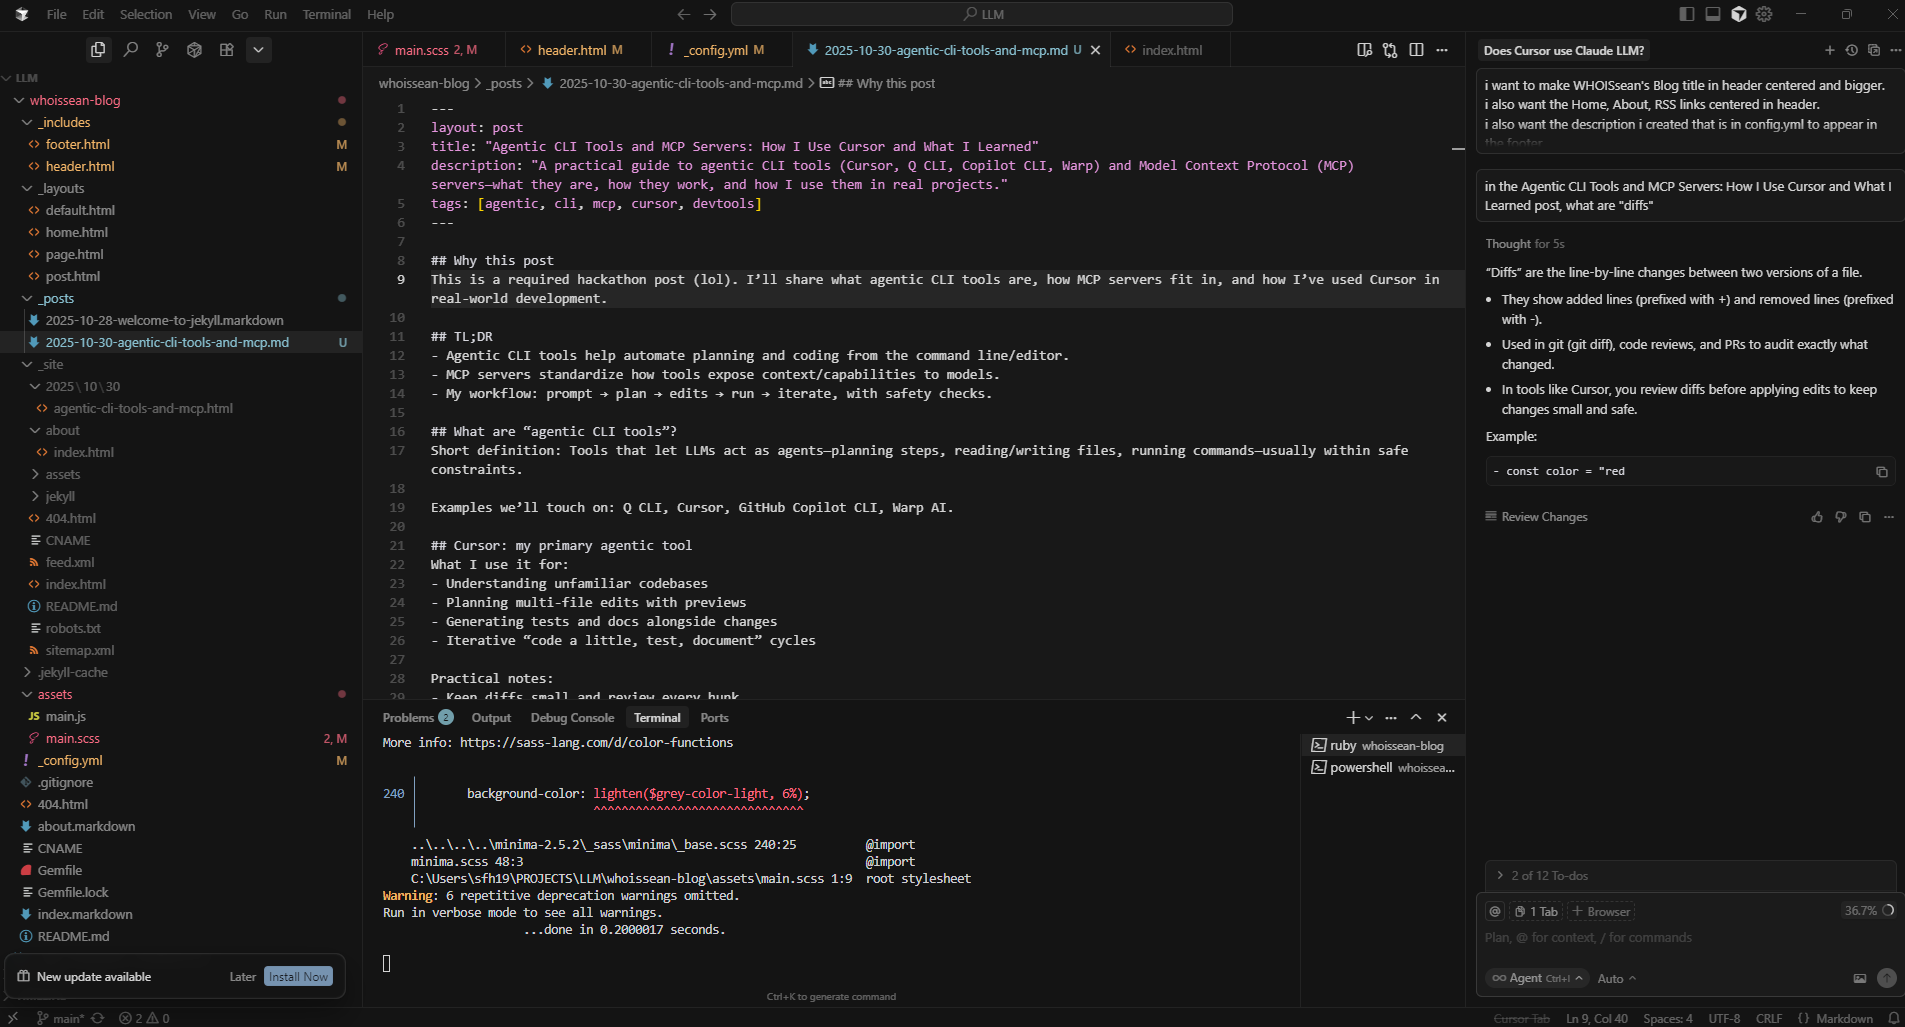 File Edit Selection View Go Run Terminal Help
LLM
main.scss 2, M
header.html M
! _config.yml M
2025-10-30-agentic-cli-tools-and-mcp.md U
index.html
whoissean-blog > _posts > 2025-10-30-agentic-cli-tools-and-mcp.md > ## Why this post
LLM
whoissean-blog
_includes
footer.html M
header.html M
_layouts
default.html
home.html
page.html
post.html
_posts
2025-10-28-welcome-to-jekyll.markdown
2025-10-30-agentic-cli-tools-and-mcp.md U
_site
2025\10\30
agentic-cli-tools-and-mcp.html
about
index.html
assets
jekyll
404.html
CNAME
feed.xml
index.html
README.md
robots.txt
sitemap.xml
.jekyll-cache
assets
JS main.js
main.scss 2, M
! _config.yml M
.gitignore
404.html
about.markdown
CNAME
Gemfile
Gemfile.lock
index.markdown
README.md
New update available Later Install Now
1 ---
2 layout: post
3 title: "Agentic CLI Tools and MCP Servers: How I Use Cursor and What I Learned"
4 description: "A practical guide to agentic CLI tools (Cursor, Q CLI, Copilot CLI, Warp) and Model Context Protocol (MCP)
servers—what they are, how they work, and how I use them in real projects."
5 tags: [agentic, cli, mcp, cursor, devtools]
6 ---
7
8 ## Why this post
9 This is a required hackathon post (lol). I’ll share what agentic CLI tools are, how MCP servers fit in, and how I’ve used Cursor in
real-world development.
10
11 ## TL;DR
12 - Agentic CLI tools help automate planning and coding from the command line/editor.
13 - MCP servers standardize how tools expose context/capabilities to models.
14 - My workflow: prompt → plan → edits → run → iterate, with safety checks.
15
16 ## What are “agentic CLI tools”?
17 Short definition: Tools that let LLMs act as agents—planning steps, reading/writing files, running commands—usually within safe
constraints.
18
19 Examples we’ll touch on: Q CLI, Cursor, GitHub Copilot CLI, Warp AI.
20
21 ## Cursor: my primary agentic tool
22 What I use it for:
23 - Understanding unfamiliar codebases
24 - Planning multi-file edits with previews
25 - Generating tests and docs alongside changes
26 - Iterative “code a little, test, document” cycles
27
28 Practical notes:
29 - Keep diffs small and review every hunk
Problems 2 Output Debug Console Terminal Ports
More info: https://sass-lang.com/d/color-functions
240 background-color: lighten($grey-color-light, 6%);
^^^^^^^^^^^^^^^^^^^^^^^^^^^^
..\..\..\..\minima-2.5.2\_sass\minima\_base.scss 240:25 @import
minima.scss 48:3 @import
C:\Users\sfh19\PROJECTS\LLM\whoissean-blog\assets\main.scss 1:9 root stylesheet
Warning: 6 repetitive deprecation warnings omitted.
Run in verbose mode to see all warnings.
...done in 0.2000017 seconds.
Ctrl+K to generate command
ruby whoissean-blog
powershell whoissea...
Does Cursor use Claude LLM?
i want to make WHOISsean's Blog title in header centered and bigger.
i also want the Home, About, RSS links centered in header.
i also want the description i created that is in config.yml to appear in
the footer
in the Agentic CLI Tools and MCP Servers: How I Use Cursor and What I
Learned post, what are "diffs"
Thought for 5s
“Diffs” are the line-by-line changes between two versions of a file.
• They show added lines (prefixed with +) and removed lines (prefixed
with -).
• Used in git (git diff), code reviews, and PRs to audit exactly what
changed.
• In tools like Cursor, you review diffs before applying edits to keep
changes small and safe.
Example:
- const color = "red
Review Changes
2 of 12 To-dos
@ 1 Tab + Browser 36.7%
Plan, @ for context, / for commands
Agent Ctrl+I Auto
main* 2 0
Cursor Tab Ln 9, Col 40 Spaces: 4 UTF-8 CRLF {} Markdown